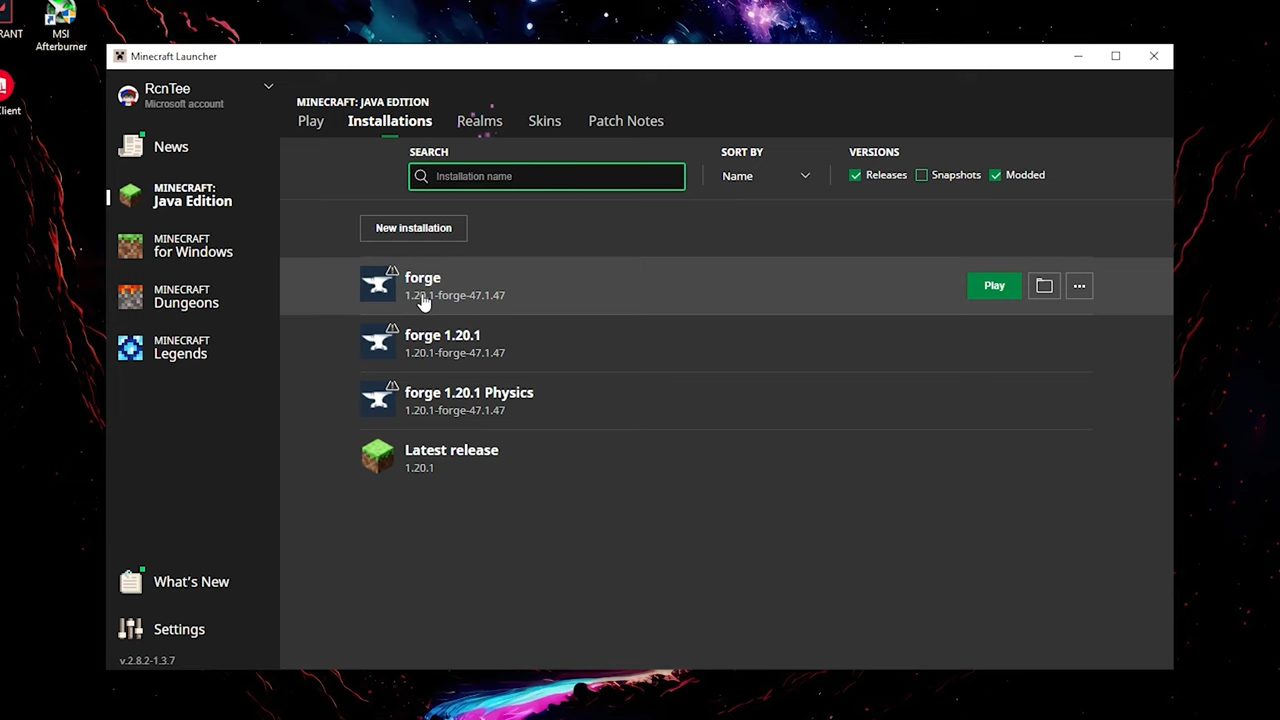 RANT
MSI
Afterburner
Client
Minecraft Launcher
RcnTee
Microsoft account
News
MINECRAFT:
Java Edition
MINECRAFT
for Windows
MINECRAFT
Dungeons
MINECRAFT
Legends
What's New
Settings
v.2.8.2-1.3.7
MINECRAFT: JAVA EDITION
Play Installations Realms Skins Patch Notes
SEARCH SORT BY VERSIONS
Installation name Name Releases Snapshots Modded
New installation
forge
1.20.1-forge-47.1.47
Play ...
forge 1.20.1
1.20.1-forge-47.1.47
forge 1.20.1 Physics
1.20.1-forge-47.1.47
Latest release
1.20.1